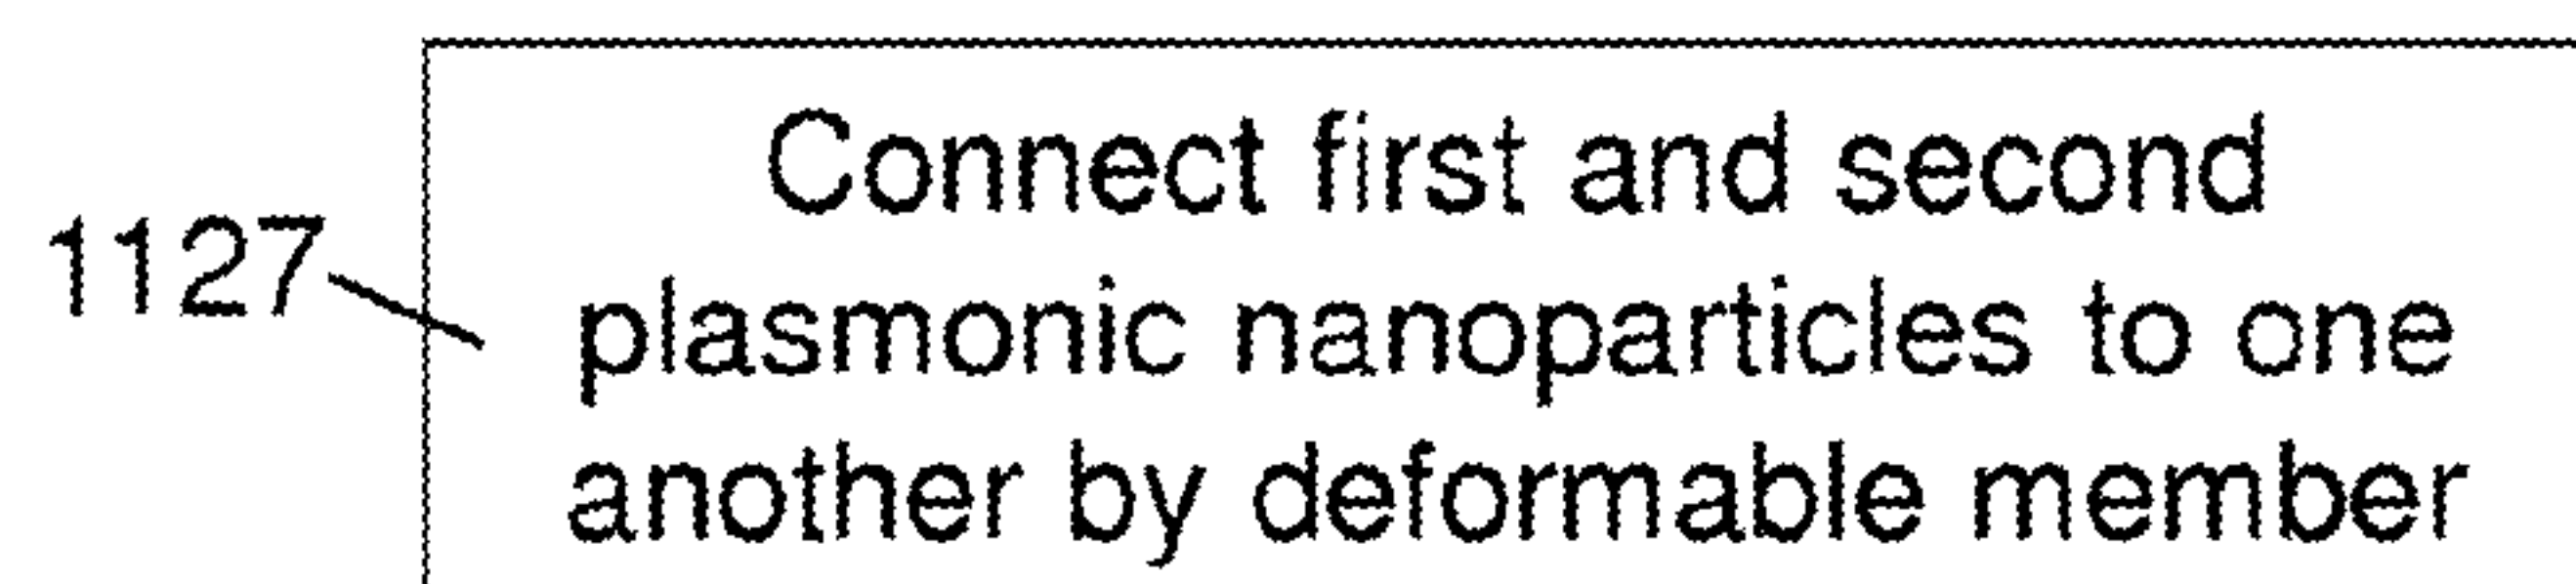 Connect first and second
1127
plasmonic nanoparticles to one
another by deformable member